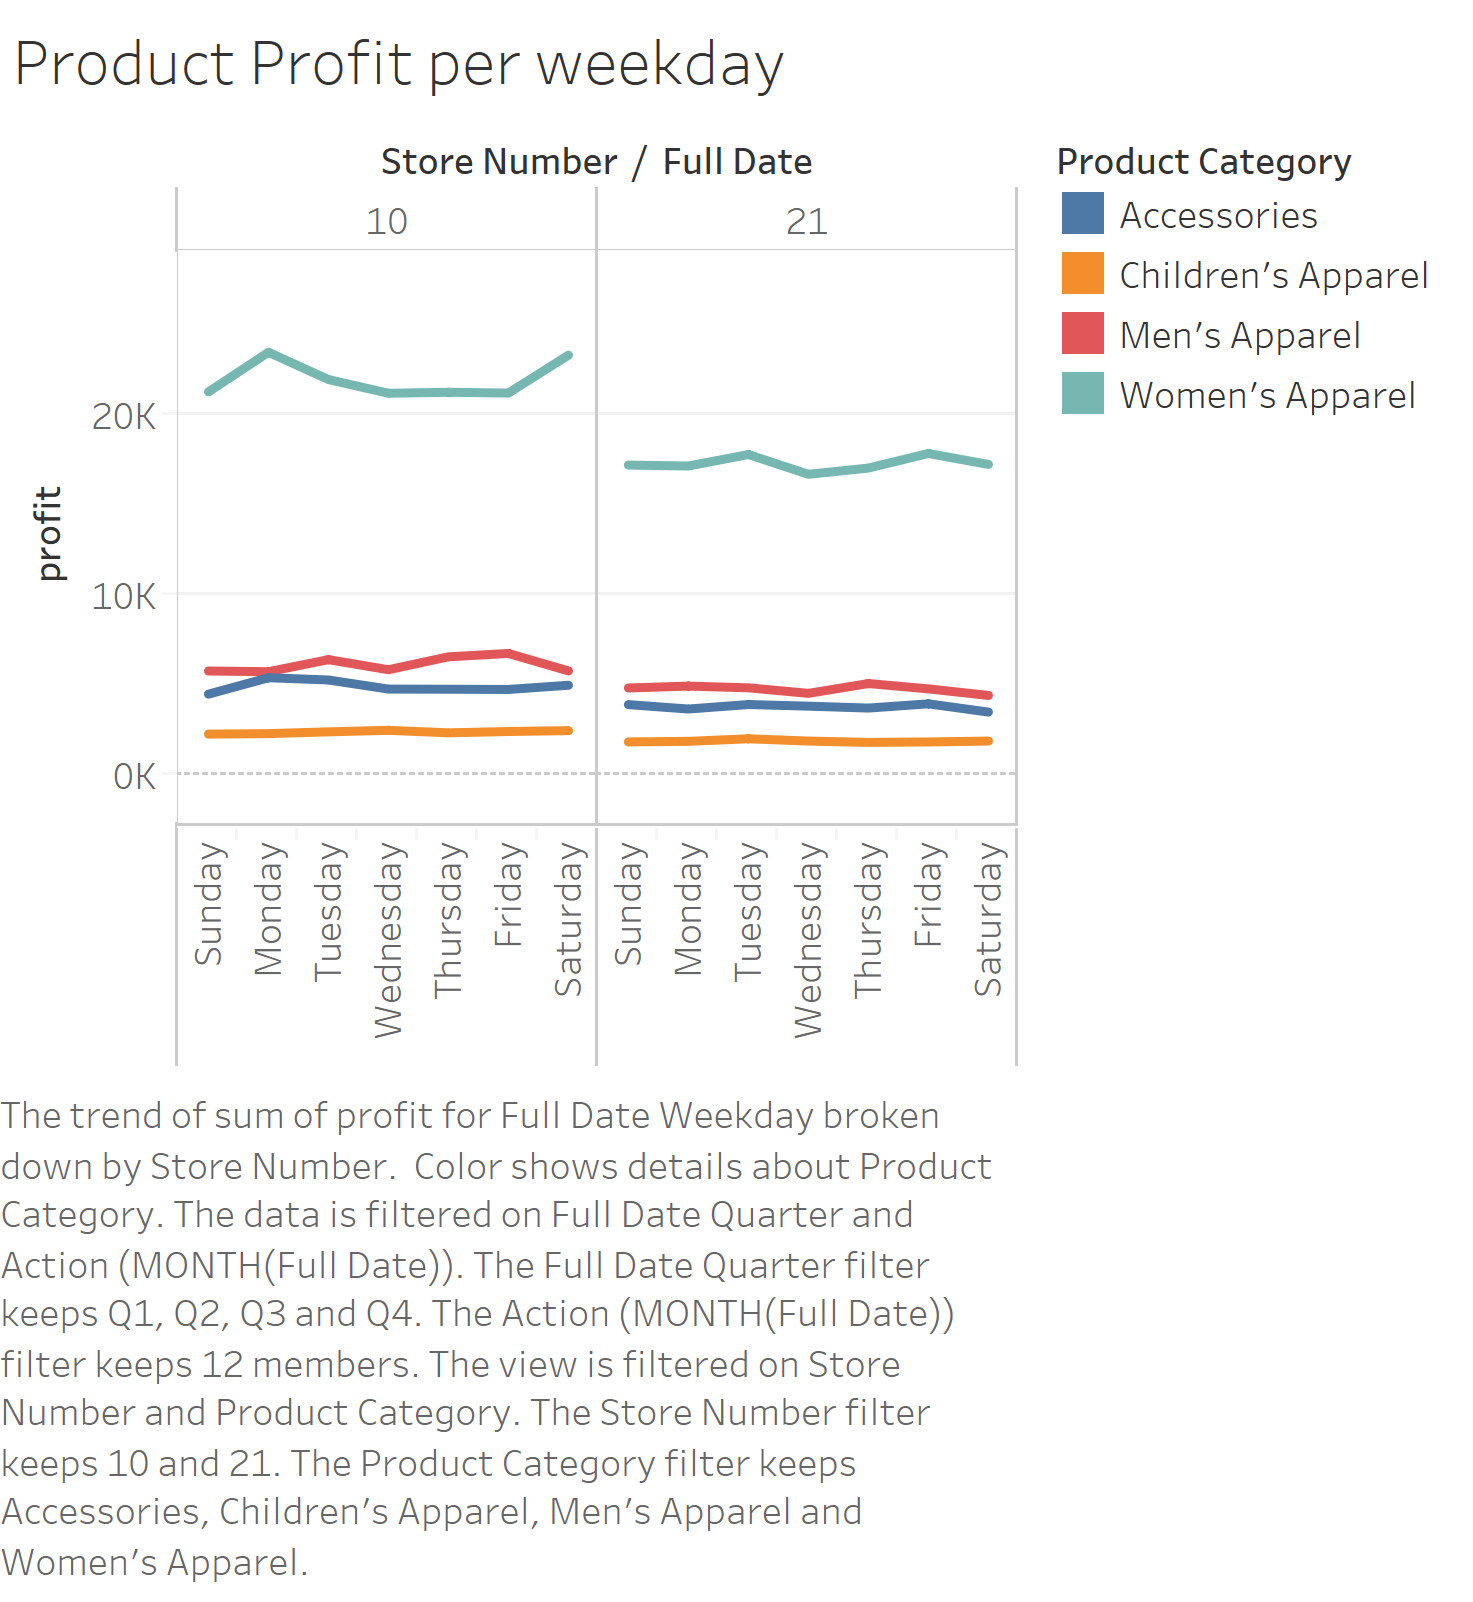 Product Profit per weekday
Store Number / Full Date
Product Category
10
21
Accessories
Children's Apparel
Men's Apparel
Women's Apparel
profit
20K
10K
0K
Sunday
Monday
Tuesday
Wednesday
Thursday
Friday
Saturday
Sunday
Monday
Tuesday
Wednesday
Thursday
Friday
Saturday
The trend of sum of profit for Full Date Weekday broken
down by Store Number.  Color shows details about Product
Category. The data is filtered on Full Date Quarter and
Action (MONTH(Full Date)). The Full Date Quarter filter
keeps Q1, Q2, Q3 and Q4. The Action (MONTH(Full Date))
filter keeps 12 members. The view is filtered on Store
Number and Product Category. The Store Number filter
keeps 10 and 21. The Product Category filter keeps
Accessories, Children's Apparel, Men's Apparel and
Women's Apparel.